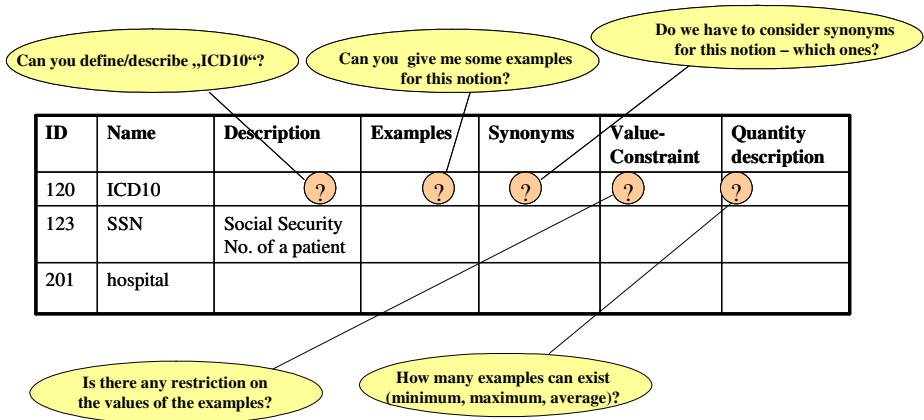 Can you define/describe „ICD10“?
Can you give me some examples
for this notion?
Do we have to consider synonyms
for this notion – which ones?
ID Name Description Examples Synonyms Value-
Constraint Quantity
description
120 ICD10 ? ? ? ? ?
123 SSN Social Security
No. of a patient
201 hospital
Is there any restriction on
the values of the examples?
How many examples can exist
(minimum, maximum, average)?